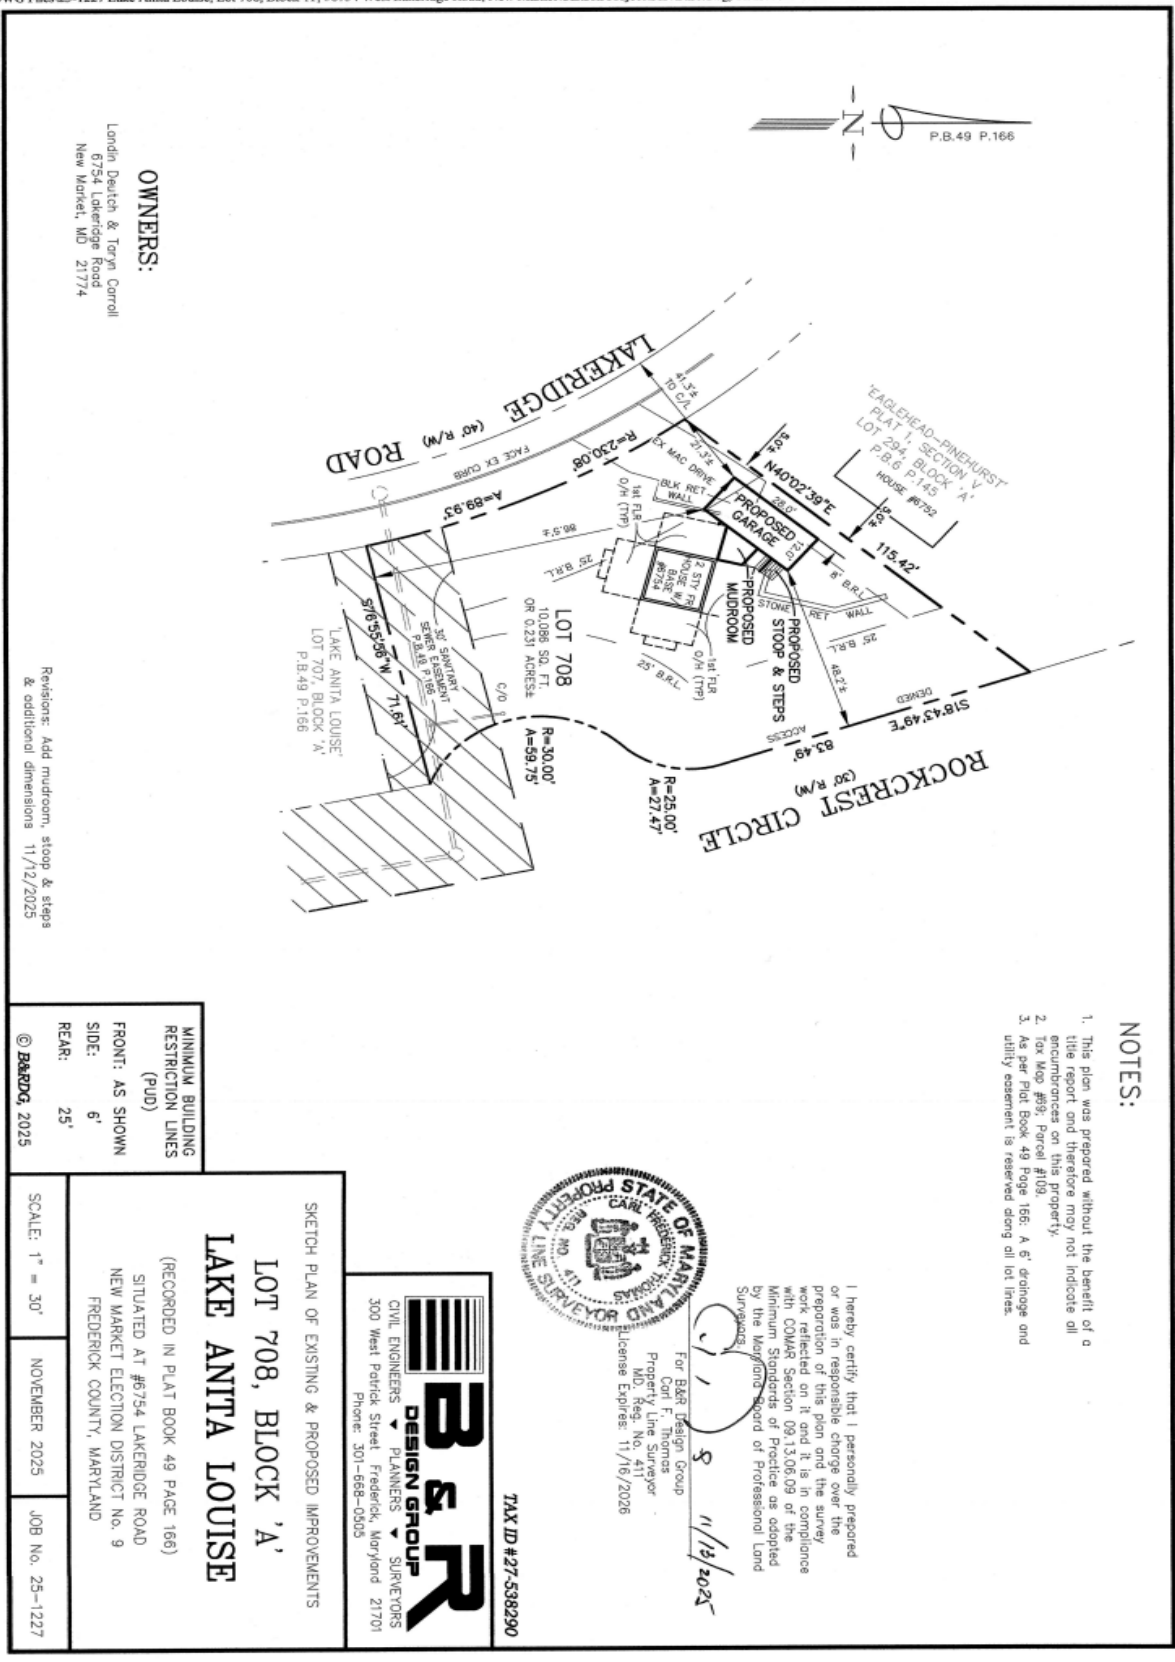 P.B.49 P.166
N
OWNERS:
Landin Deutch & Taryn Carroll
6754 Lakeridge Road
New Market, MD 21774
NOTES:
1. This plan was prepared without the benefit of a
title report and therefore may not indicate all
encumbrances on this property.
2. Tax Map #69; Parcel #109.
3. As per Plat Book 49 Page 166: A 6' drainage and
utility easement is reserved along all lot lines.
'EAGLEHEAD-PINEHURST'
PLAT 1, SECTION V
LOT 294, BLOCK 'A'
P.B.6 P.145
HOUSE #6752
LAKERIDGE ROAD
(40' R/W)
FACE EX CURB
41.3'±
TO C/L
R=230.08'
A=89.93'
N40°02'39"E
115.42'
5.0'±
5.0'±
21.3'±
EX MAC DRIVE
BLK RET
WALL
1st FLR
O/H (TYP)
28.0'
12.0'
PROPOSED
GARAGE
PROPOSED
MUDROOM
PROPOSED
STOOP & STEPS
STONE RET WALL
2 STY FR
HOUSE W/
BASE
#6754
1st FLR
O/H (TYP)
86.5'±
25' B.R.L.
25' B.R.L.
25' B.R.L.
48.2'±
LOT 708
10,086 SQ. FT.
OR 0.231 ACRES±
ACCESS DENIED
S18°43'49"E
83.49'
ROCKCREST CIRCLE
(30' R/W)
R=25.00'
A=27.47'
R=30.00'
A=59.75'
C/O
30' SANITARY
SEWER EASEMENT
P.B.49 P.166
S76°55'56"W
71.61'
'LAKE ANITA LOUISE'
LOT 707, BLOCK 'A'
P.B.49 P.166
Revisions: Add mudroom, stoop & steps
& additional dimensions 11/12/2025
I hereby certify that I personally prepared
or was in responsible charge over the
preparation of this plan and the survey
work reflected on it and it is in compliance
with COMAR Section 09.13.06.09 of the
Minimum Standards of Practice as adopted
by the Maryland Board of Professional Land
Surveyors.
11/13/2025
For B&R Design Group
Carl F. Thomas
Property Line Surveyor
MD. Reg. No. 411
License Expires: 11/16/2026
STATE OF MARYLAND
CARL FREDERICK THOMAS
REG. NO. 411
PROPERTY LINE SURVEYOR
TAX ID #27-538290
B & R
DESIGN GROUP
CIVIL ENGINEERS ▼ PLANNERS ▼ SURVEYORS
300 West Patrick Street Frederick, Maryland 21701
Phone: 301-668-0505
SKETCH PLAN OF EXISTING & PROPOSED IMPROVEMENTS
LOT 708, BLOCK 'A'
LAKE ANITA LOUISE
(RECORDED IN PLAT BOOK 49 PAGE 166)
SITUATED AT #6754 LAKERIDGE ROAD
NEW MARKET ELECTION DISTRICT No. 9
FREDERICK COUNTY, MARYLAND
MINIMUM BUILDING
RESTRICTION LINES
(PUD)
FRONT: AS SHOWN
SIDE: 6'
REAR: 25'
© B&RDG, 2025
SCALE: 1" = 30'
NOVEMBER 2025
JOB No. 25-1227